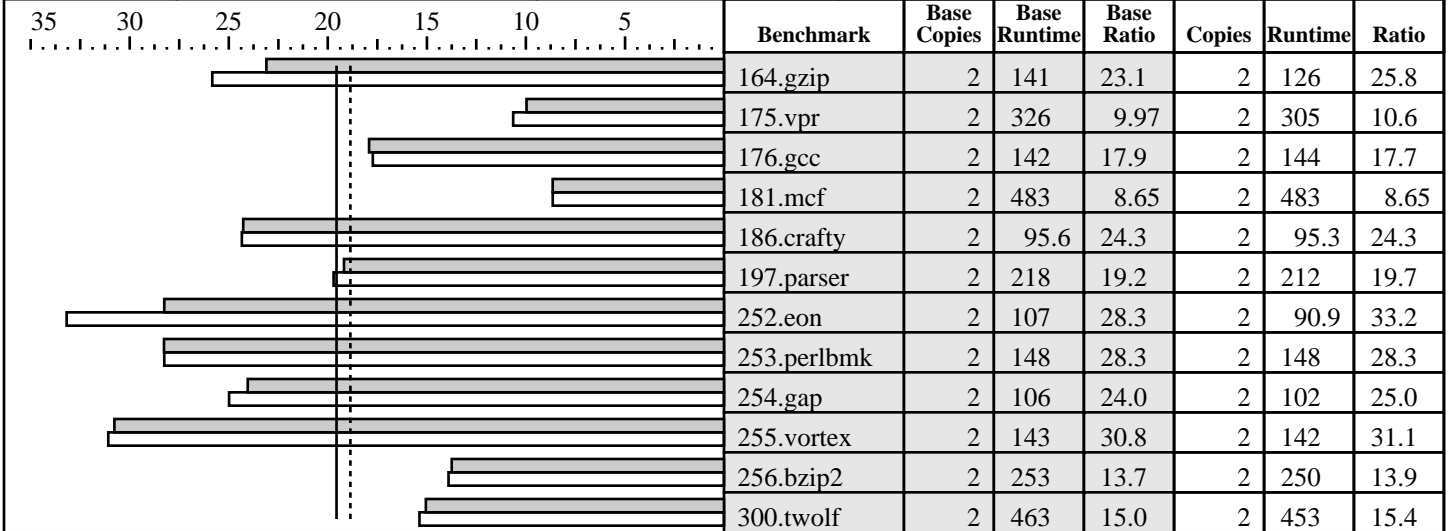 35 30 25 20 15 10 5
Benchmark Base Copies Base Runtime Base Ratio Copies Runtime Ratio
164.gzip 2 141 23.1 2 126 25.8
175.vpr 2 326 9.97 2 305 10.6
176.gcc 2 142 17.9 2 144 17.7
181.mcf 2 483 8.65 2 483 8.65
186.crafty 2 95.6 24.3 2 95.3 24.3
197.parser 2 218 19.2 2 212 19.7
252.eon 2 107 28.3 2 90.9 33.2
253.perlbmk 2 148 28.3 2 148 28.3
254.gap 2 106 24.0 2 102 25.0
255.vortex 2 143 30.8 2 142 31.1
256.bzip2 2 253 13.7 2 250 13.9
300.twolf 2 463 15.0 2 453 15.4